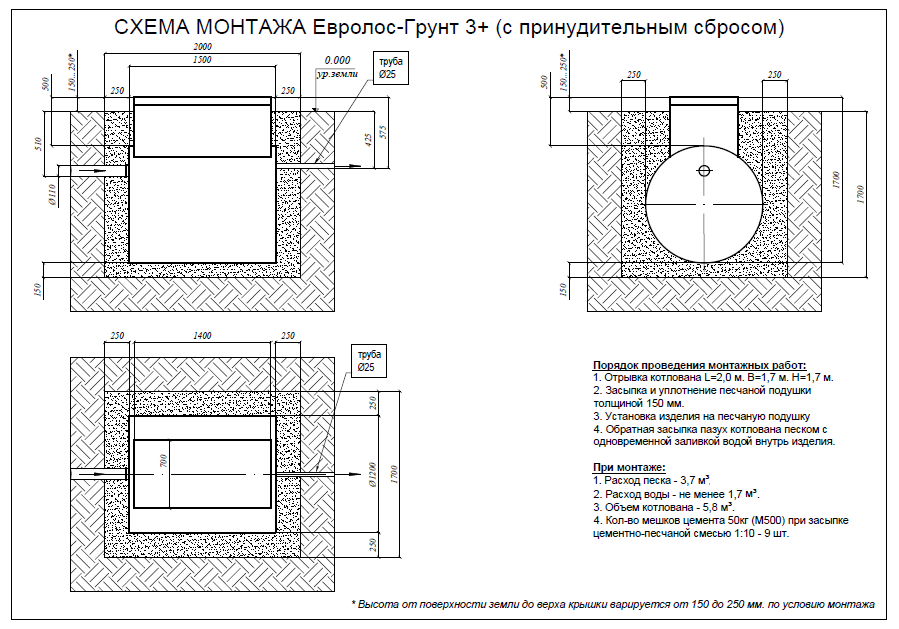 СХЕМА МОНТАЖА Евролос-Грунт 3+ (с принудительным сбросом)
2000
1500
250
250
500
150...250*
510
Ø110
150
0.000
ур.земли
труба
Ø25
425
575
250
250
500
150...250*
1700
1700
150
250
1400
250
труба
Ø25
700
250
Ø1200
1700
250
Порядок проведения монтажных работ:
1. Отрывка котлована L=2,0 м. B=1,7 м. H=1,7 м.
2. Засыпка и уплотнение песчаной подушки
толщиной 150 мм.
3. Установка изделия на песчаную подушку
4. Обратная засыпка пазух котлована песком с
одновременной заливкой водой внутрь изделия.
При монтаже:
1. Расход песка - 3,7 м³.
2. Расход воды - не менее 1,7 м³.
3. Объем котлована - 5,8 м³.
4. Кол-во мешков цемента 50кг (М500) при засыпке
цементно-песчаной смесью 1:10 - 9 шт.
* Высота от поверхности земли до верха крышки варируется от 150 до 250 мм. по условию монтажа